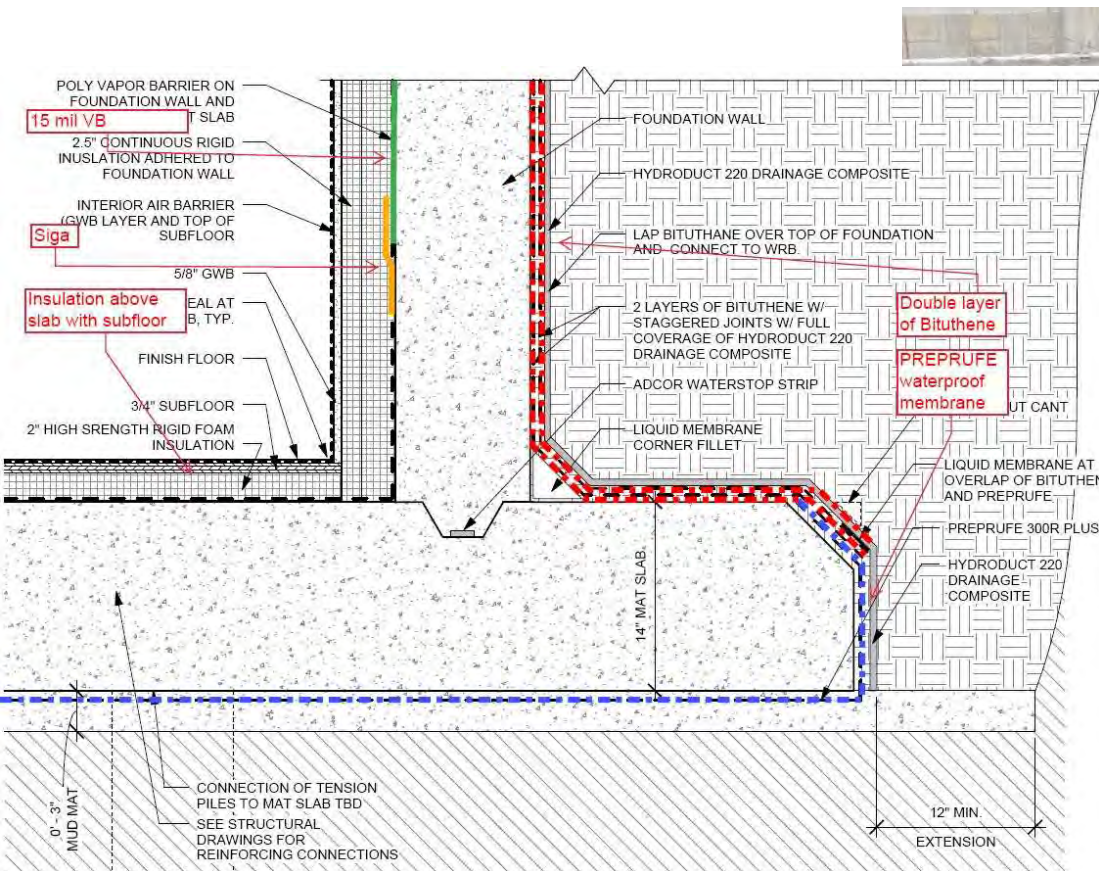 POLY VAPOR BARRIER ON
FOUNDATION WALL AND
T SLAB
15 mil VB
2.5" CONTINUOUS RIGID
INUSLATION ADHERED TO
FOUNDATION WALL
INTERIOR AIR BARRIER
(GWB LAYER AND TOP OF
SUBFLOOR
Siga
5/8" GWB
Insulation above
slab with subfloor
EAL AT
B, TYP.
FINISH FLOOR
3/4" SUBFLOOR
2" HIGH SRENGTH RIGID FOAM
INSULATION
FOUNDATION WALL
HYDRODUCT 220 DRAINAGE COMPOSITE
LAP BITUTHANE OVER TOP OF FOUNDATION
AND CONNECT TO WRB.
2 LAYERS OF BITUTHENE W/
STAGGERED JOINTS W/ FULL
COVERAGE OF HYDRODUCT 220
DRAINAGE COMPOSITE
Double layer
of Bituthene
PREPRUFE
waterproof
membrane
ADCOR WATERSTOP STRIP
UT CANT
LIQUID MEMBRANE
CORNER FILLET
LIQUID MEMBRANE AT
OVERLAP OF BITUTHEN
AND PREPRUFE
PREPRUFE 300R PLUS
HYDRODUCT 220
DRAINAGE
COMPOSITE
14" MAT SLAB
0' - 3"
MUD MAT
CONNECTION OF TENSION
PILES TO MAT SLAB TBD
SEE STRUCTURAL
DRAWINGS FOR
REINFORCING CONNECTIONS
12" MIN.
EXTENSION